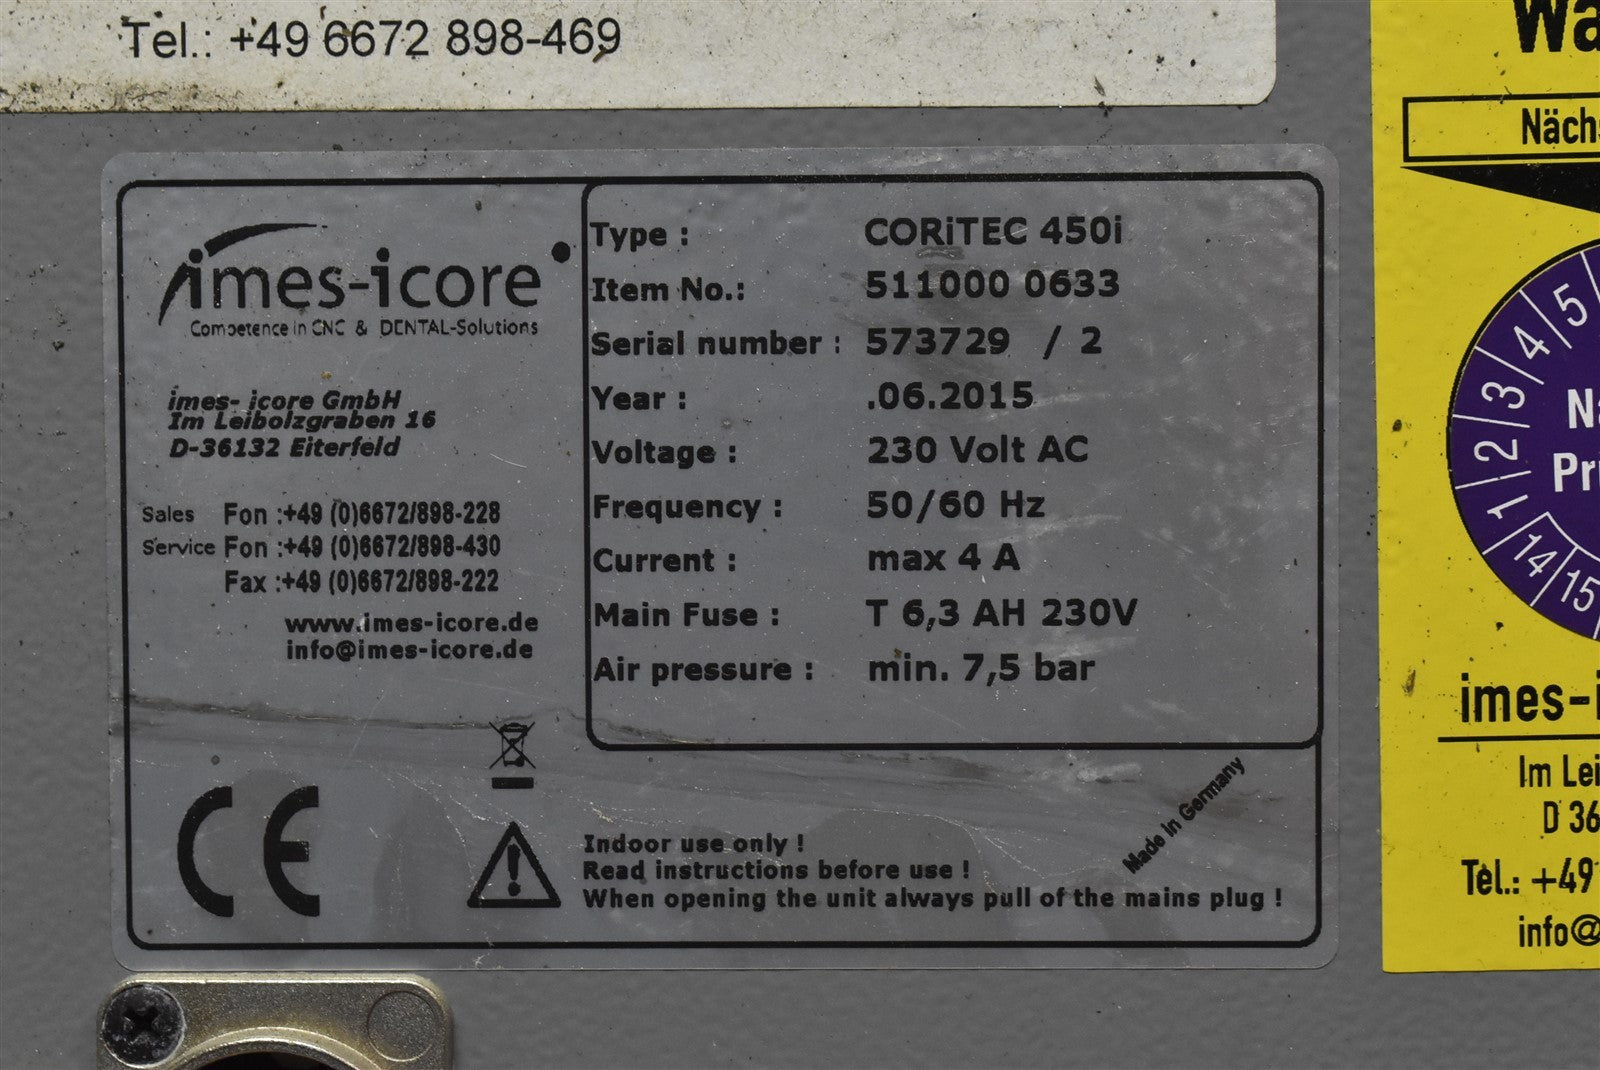 Tel.: +49 6672 898-469
imes-icore
Competence in CNC & DENTAL-Solutions
imes- icore GmbH
Im Leibolzgraben 16
D-36132 Eiterfeld
Sales Fon :+49 (0)6672/898-228
Service Fon :+49 (0)6672/898-430
Fax :+49 (0)6672/898-222
www.imes-icore.de
info@imes-icore.de
Type : CORiTEC 450i
Item No.: 511000 0633
Serial number : 573729 / 2
Year : .06.2015
Voltage : 230 Volt AC
Frequency : 50/60 Hz
Current : max 4 A
Main Fuse : T 6,3 AH 230V
Air pressure : min. 7,5 bar
CE
Made in Germany
Indoor use only !
Read instructions before use !
When opening the unit always pull of the mains plug !
Wa
Näch
5
4
3
2
1
14
15
Pr
imes-i
Im Lei
D 36
Tel.: +49
info@